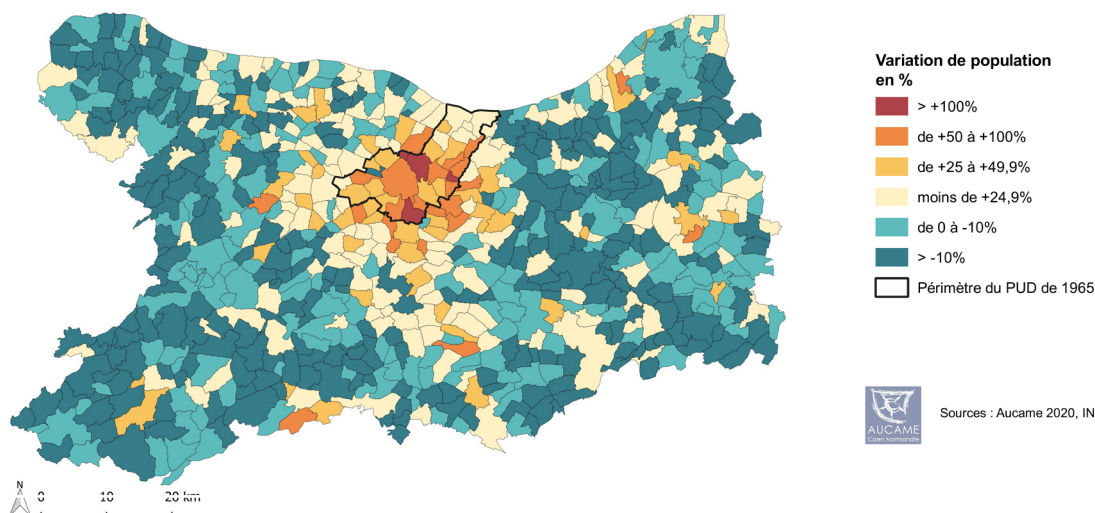 Variation de population
en %
> +100%
de +50 à +100%
de +25 à +49,9%
moins de +24,9%
de 0 à -10%
> -10%
Périmètre du PUD de 1965
AUCAME
Caen Normandie
Sources : Aucame 2020, IN
N
0 10 20 km